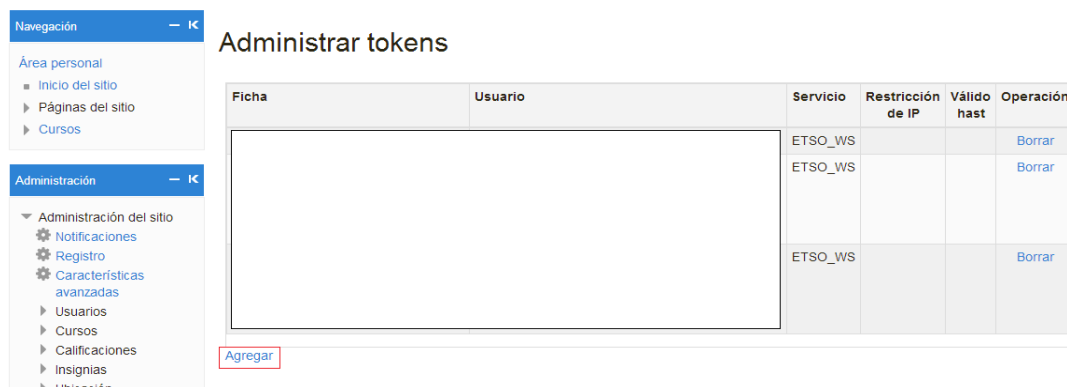 Navegación
Área personal
Inicio del sitio
Páginas del sitio
Cursos
Administración
Administración del sitio
Notificaciones
Registro
Características
avanzadas
Usuarios
Cursos
Calificaciones
Insignias
Ubicación
Administrar tokens
Ficha Usuario Servicio Restricción de IP Válido hast Operación
ETSO_WS Borrar
ETSO_WS Borrar
ETSO_WS Borrar
Agregar